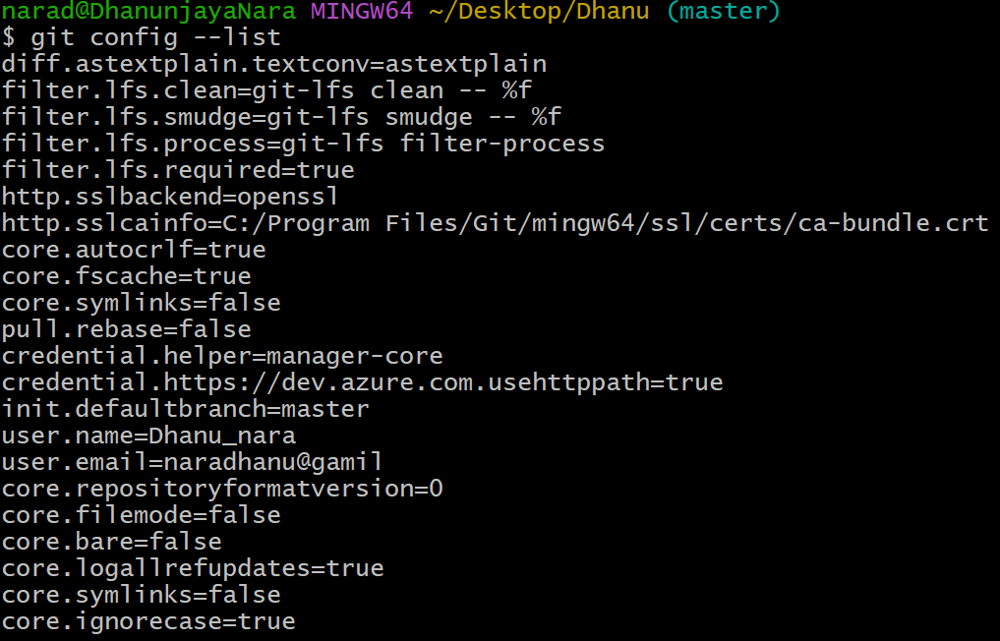 narad@DhanunjayaNara MINGW64 ~/Desktop/Dhanu (master)
$ git config --list
diff.astextplain.textconv=astextplain
filter.lfs.clean=git-lfs clean -- %f
filter.lfs.smudge=git-lfs smudge -- %f
filter.lfs.process=git-lfs filter-process
filter.lfs.required=true
http.sslbackend=openssl
http.sslcainfo=C:/Program Files/Git/mingw64/ssl/certs/ca-bundle.crt
core.autocrlf=true
core.fscache=true
core.symlinks=false
pull.rebase=false
credential.helper=manager-core
credential.https://dev.azure.com.usehttppath=true
init.defaultbranch=master
user.name=Dhanu_nara
user.email=naradhanu@gamil
core.repositoryformatversion=0
core.filemode=false
core.bare=false
core.logallrefupdates=true
core.symlinks=false
core.ignorecase=true